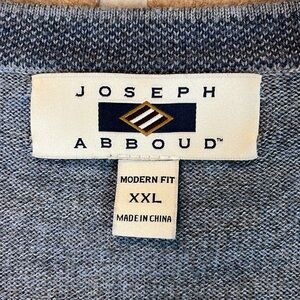 JOSEPH
ABBOUD™
MODERN FIT
XXL
MADE IN CHINA